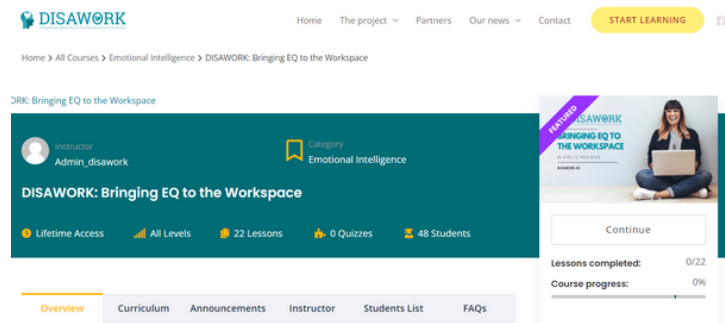 DISAWORK
Home The project Partners Our news Contact START LEARNING
Home > All Courses > Emotional Intelligence > DISAWORK: Bringing EQ to the Workspace
ORK: Bringing EQ to the Workspace
Instructor
Admin_disawork
Category
Emotional Intelligence
DISAWORK: Bringing EQ to the Workspace
Lifetime Access All Levels 22 Lessons 0 Quizzes 48 Students
FEATURED
ISAWORK
BRINGING EQ TO
THE WORKSPACE
Continue
Lessons completed: 0/22
Course progress: 0%
Overview Curriculum Announcements Instructor Students List FAQs